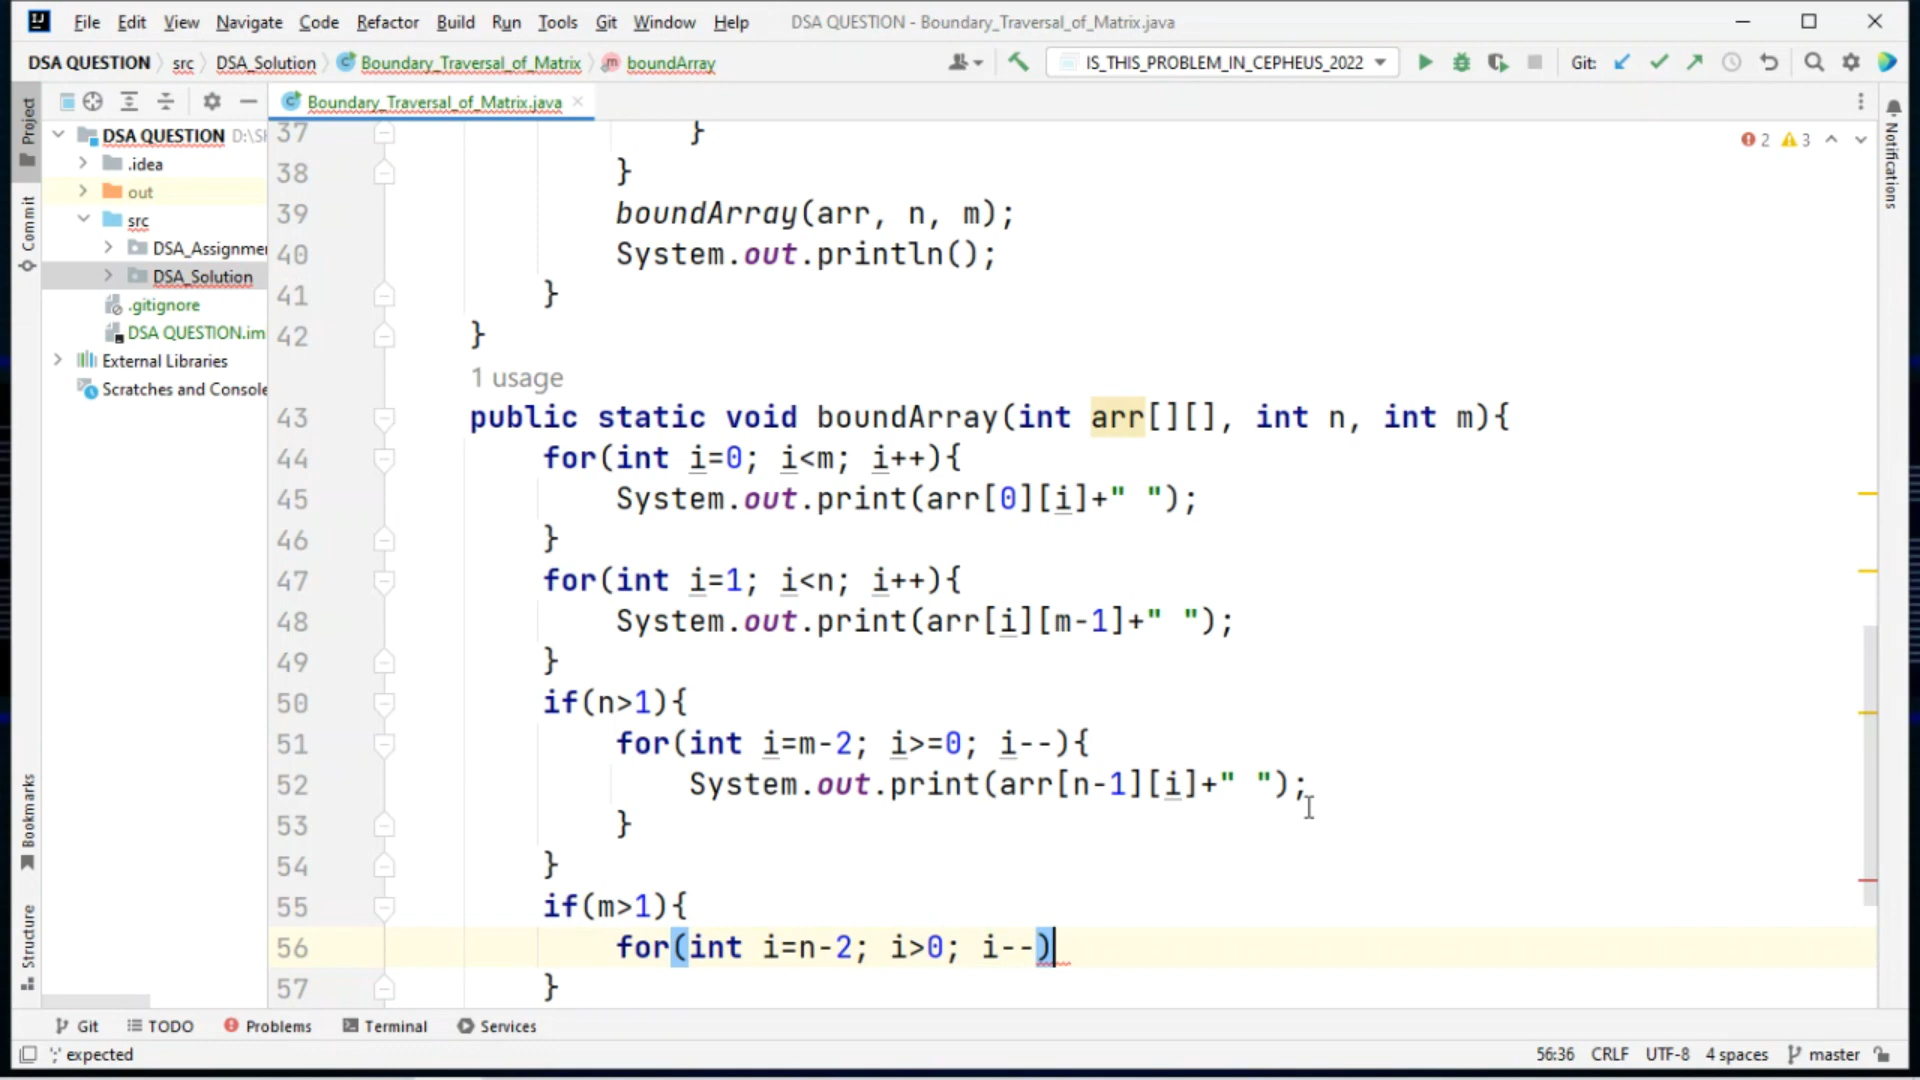 File Edit View Navigate Code Refactor Build Run Tools Git Window Help DSA QUESTION - Boundary_Traversal_of_Matrix.java
DSA QUESTION src DSA_Solution Boundary_Traversal_of_Matrix m boundArray IS_THIS_PROBLEM_IN_CEPHEUS_2022 Git:
Project
Commit
Bookmarks
Structure
DSA QUESTION D:\S
.idea
out
src
DSA_Assignme
DSA_Solution
.gitignore
DSA QUESTION.im
External Libraries
Scratches and Console
Boundary_Traversal_of_Matrix.java
2 3
37 }
38 }
39 boundArray(arr, n, m);
40 System.out.println();
41 }
42 }
1 usage
43 public static void boundArray(int arr[][], int n, int m){
44 for(int i=0; i<m; i++){
45 System.out.print(arr[0][i]+" ");
46 }
47 for(int i=1; i<n; i++){
48 System.out.print(arr[i][m-1]+" ");
49 }
50 if(n>1){
51 for(int i=m-2; i>=0; i--){
52 System.out.print(arr[n-1][i]+" ");
53 }
54 }
55 if(m>1){
56 for(int i=n-2; i>0; i--)
57 }
Notifications
Git TODO Problems Terminal Services
';' expected 56:36 CRLF UTF-8 4 spaces master